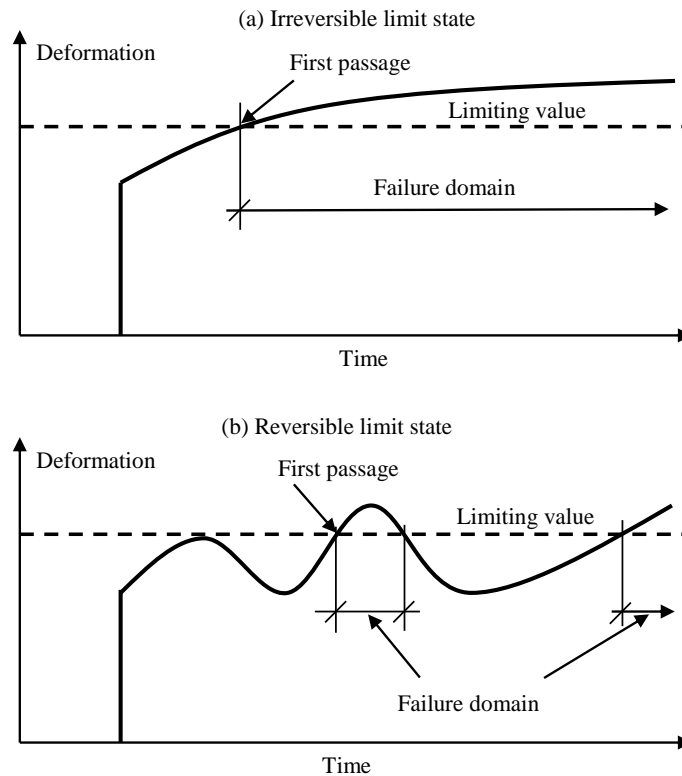 (a) Irreversible limit state
Deformation
First passage
Limiting value
Failure domain
Time
(b) Reversible limit state
Deformation
First passage
Limiting value
Failure domain
Time